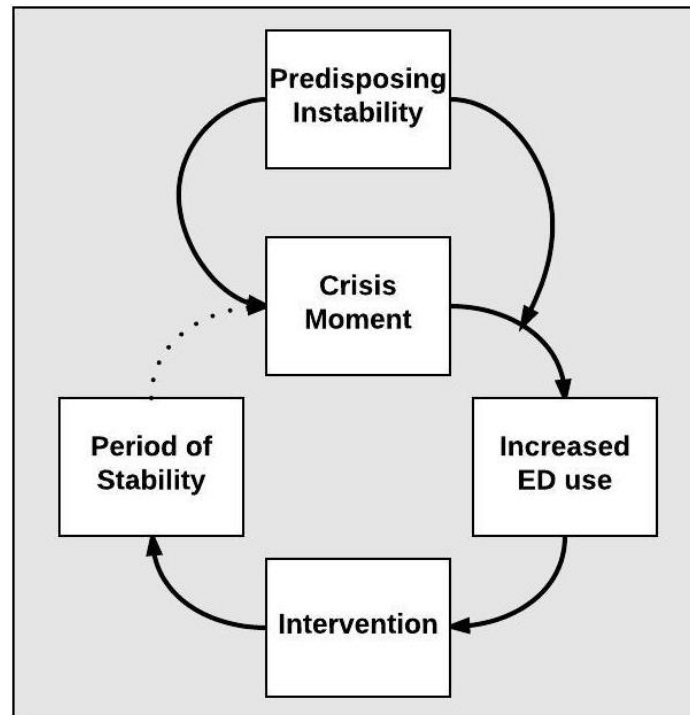 Predisposing
Instability
Crisis
Moment
Period of
Stability
Increased
ED use
Intervention